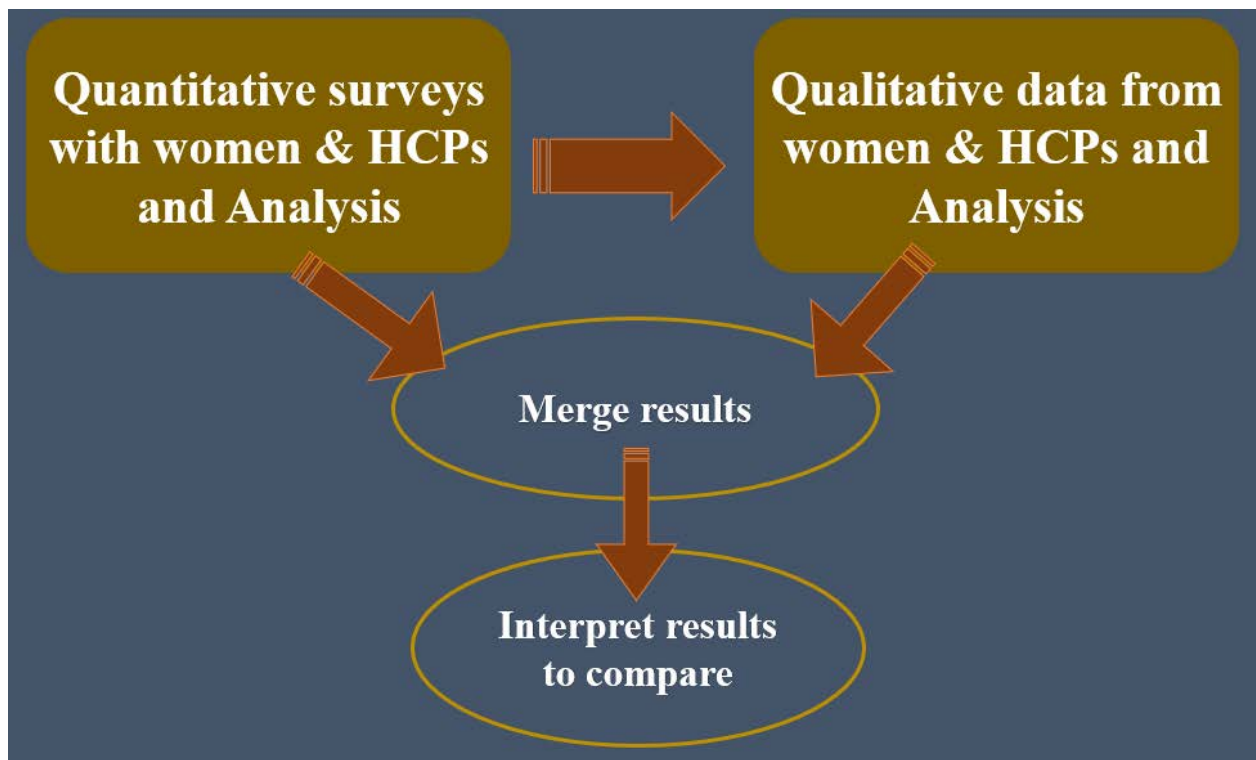 Quantitative surveys
with women & HCPs
and Analysis
Qualitative data from
women & HCPs and
Analysis
Merge results
Interpret results
to compare